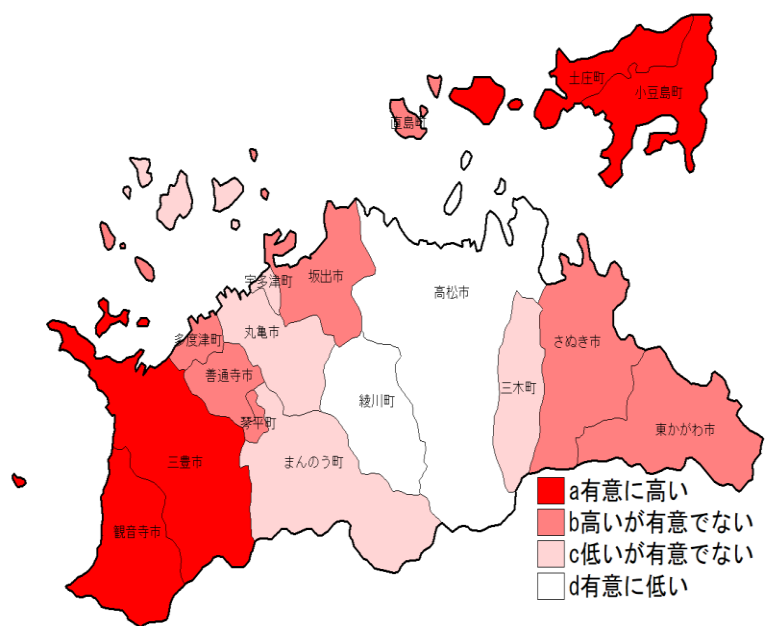 土庄町
小豆島町
直島町
宇多津町
坂出市
高松市
丸亀市
多度津町
さぬき市
善通寺市
三木町
綾川町
琴平町
東かがわ市
まんのう町
三豊市
観音寺市
a有意に高い
b高いが有意でない
c低いが有意でない
d有意に低い